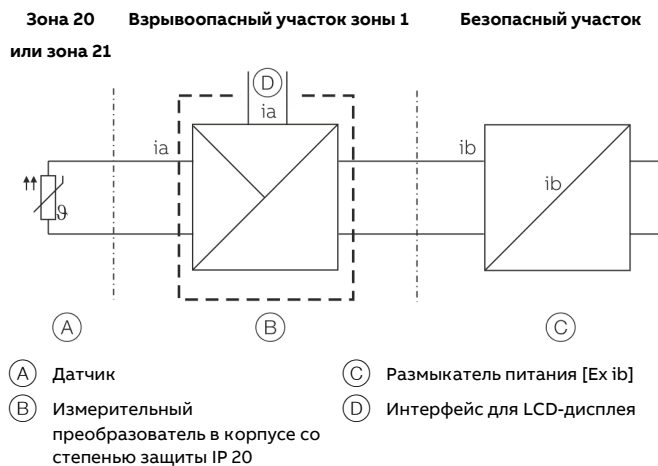 Зона 20
или зона 21
Взрывоопасный участок зоны 1
Безопасный участок
D
ia
ia
ib
ib
ϑ
A
B
C
A Датчик
B Измерительный
преобразователь в корпусе со
степенью защиты IP 20
C Размыкатель питания [Ex ib]
D Интерфейс для LCD-дисплея